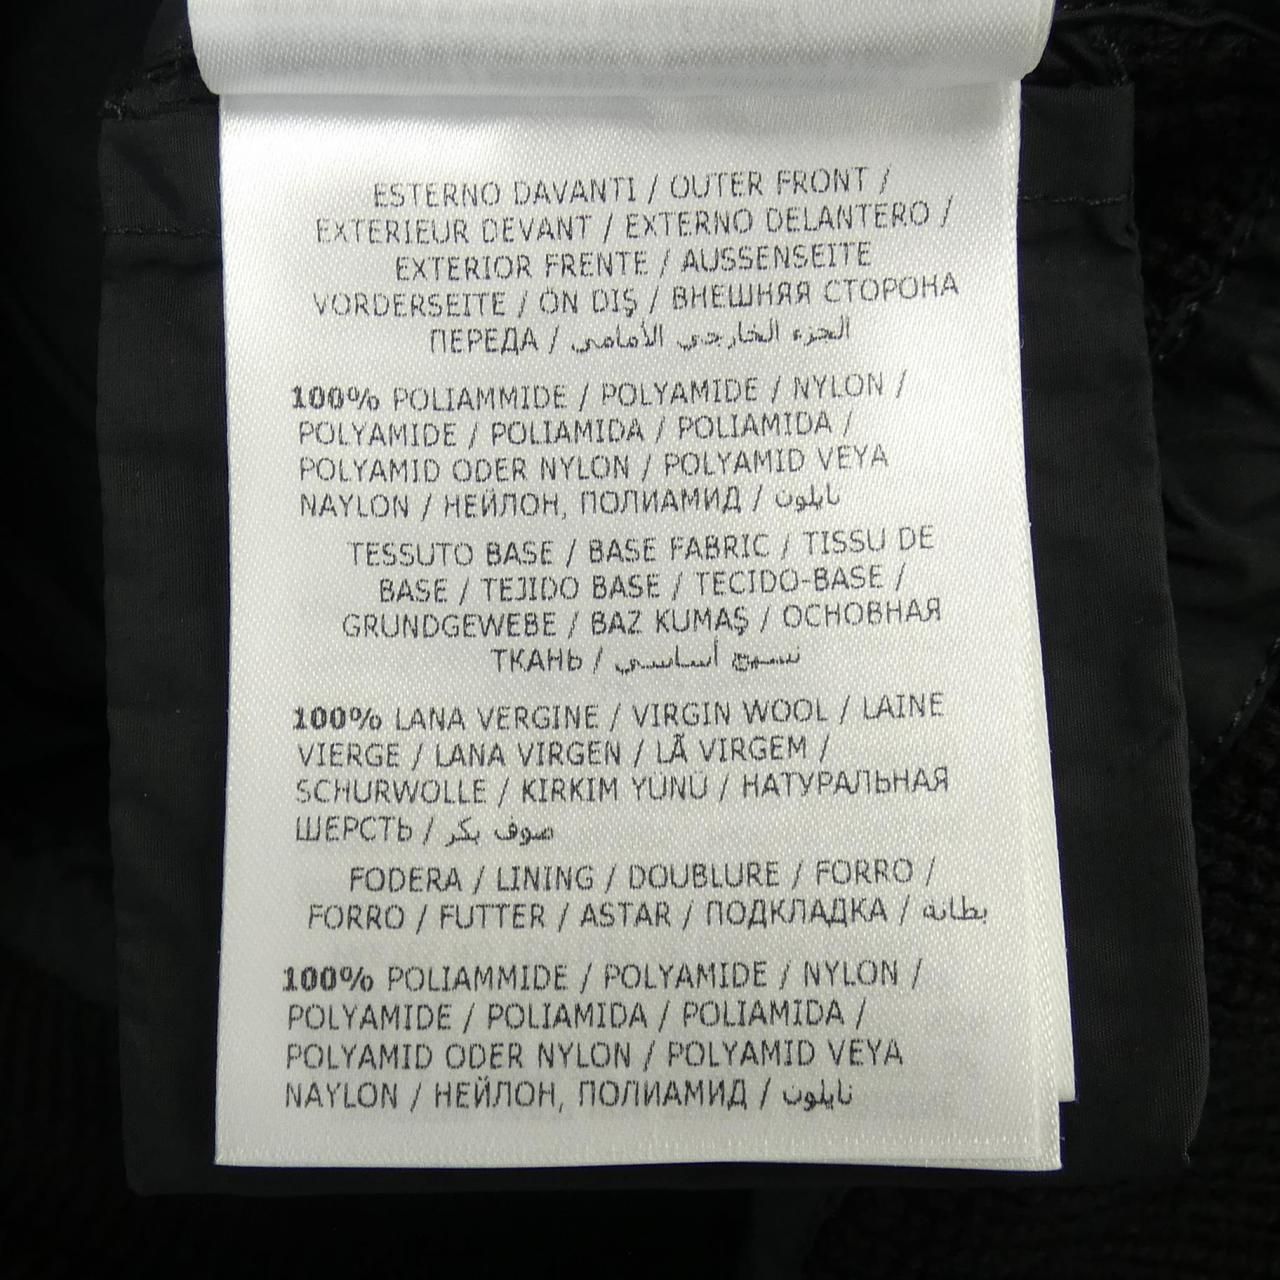 ESTERNO DAVANTI / OUTER FRONT /
EXTERIEUR DEVANT / EXTERNO DELANTERO /
EXTERIOR FRENTE / AUSSENSEITE
VORDERSEITE / ÖN DIŞ / ВНЕШНЯЯ СТОРОНА
ПЕРЕДА / الجزء الخارجي الأمامي
100% POLIAMMIDE / POLYAMIDE / NYLON /
POLYAMIDE / POLIAMIDA / POLIAMIDA /
POLYAMID ODER NYLON / POLYAMID VEYA
NAYLON / НЕЙЛОН, ПОЛИАМИД / نايلون
TESSUTO BASE / BASE FABRIC / TISSU DE
BASE / TEJIDO BASE / TECIDO-BASE /
GRUNDGEWEBE / BAZ KUMAŞ / ОСНОВНАЯ
ТКАНЬ / نسيج أساسي
100% LANA VERGINE / VIRGIN WOOL / LAINE
VIERGE / LANA VIRGEN / LÃ VIRGEM /
SCHURWOLLE / KIRKIM YÜNÜ / НАТУРАЛЬНАЯ
ШЕРСТЬ / صوف بكر
FODERA / LINING / DOUBLURE / FORRO /
FORRO / FUTTER / ASTAR / ПОДКЛАДКА / بطانة
100% POLIAMMIDE / POLYAMIDE / NYLON /
POLYAMIDE / POLIAMIDA / POLIAMIDA /
POLYAMID ODER NYLON / POLYAMID VEYA
NAYLON / НЕЙЛОН, ПОЛИАМИД / نايلون